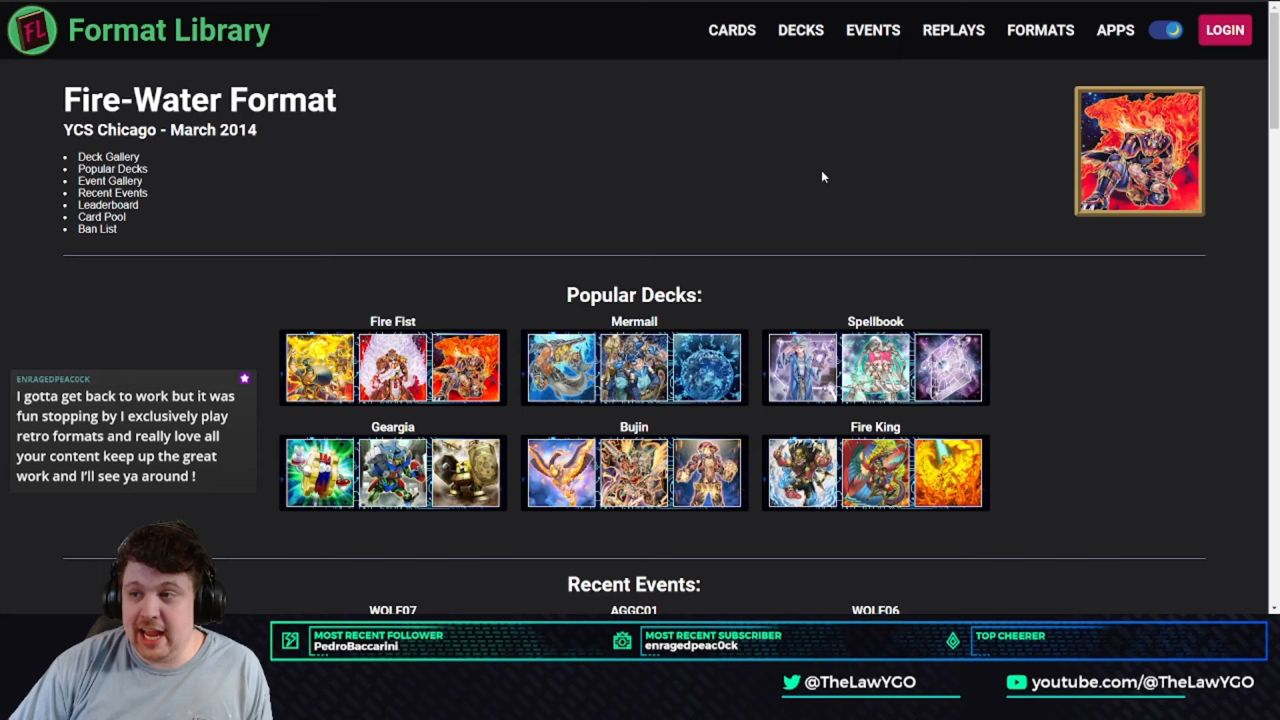 FL Format Library
CARDS DECKS EVENTS REPLAYS FORMATS APPS LOGIN
Fire-Water Format
YCS Chicago - March 2014
Deck Gallery
Popular Decks
Event Gallery
Recent Events
Leaderboard
Card Pool
Ban List
Popular Decks:
Fire Fist Mermail Spellbook
Geargia Bujin Fire King
ENRAGEDPEAC0CK
I gotta get back to work but it was
fun stopping by I exclusively play
retro formats and really love all
your content keep up the great
work and I'll see ya around !
Recent Events:
WOLF07 AGGC01 WOLF06
MOST RECENT FOLLOWER
PedroBaccarini
MOST RECENT SUBSCRIBER
enragedpeac0ck
TOP CHEERER
@TheLawYGO
youtube.com/@TheLawYGO